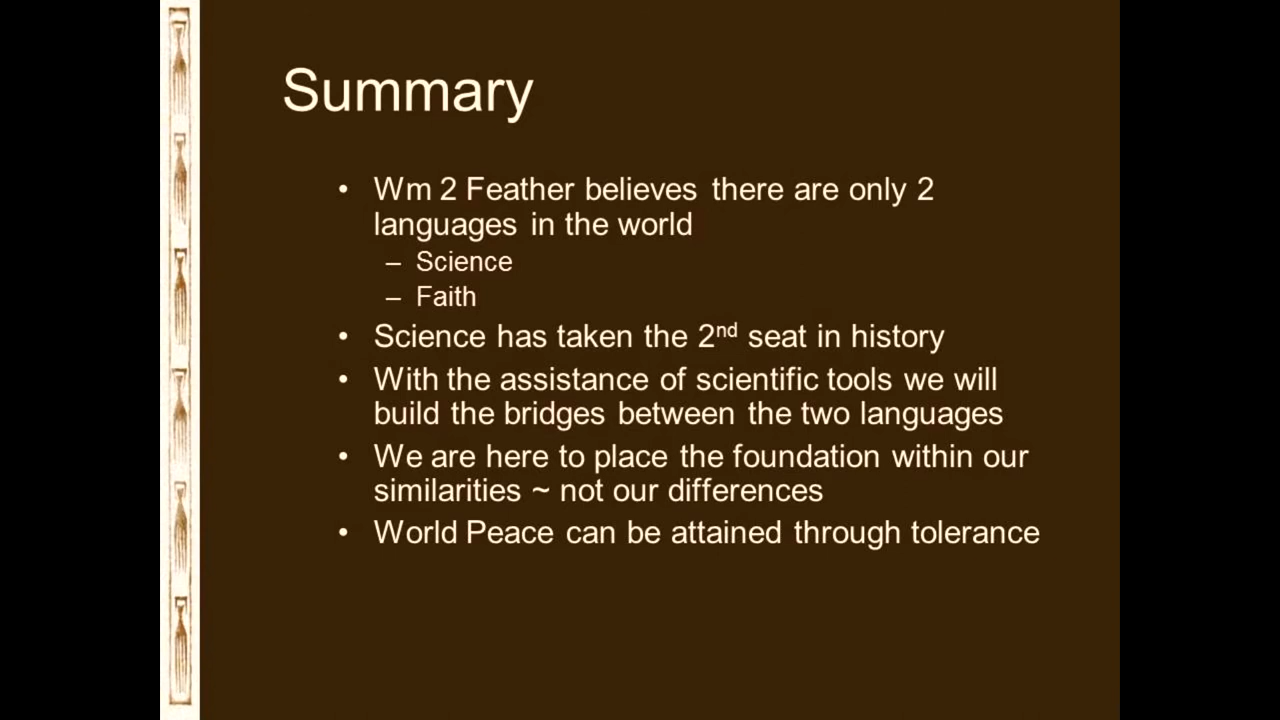 Summary
• Wm 2 Feather believes there are only 2
languages in the world
– Science
– Faith
• Science has taken the 2nd seat in history
• With the assistance of scientific tools we will
build the bridges between the two languages
• We are here to place the foundation within our
similarities ~ not our differences
• World Peace can be attained through tolerance